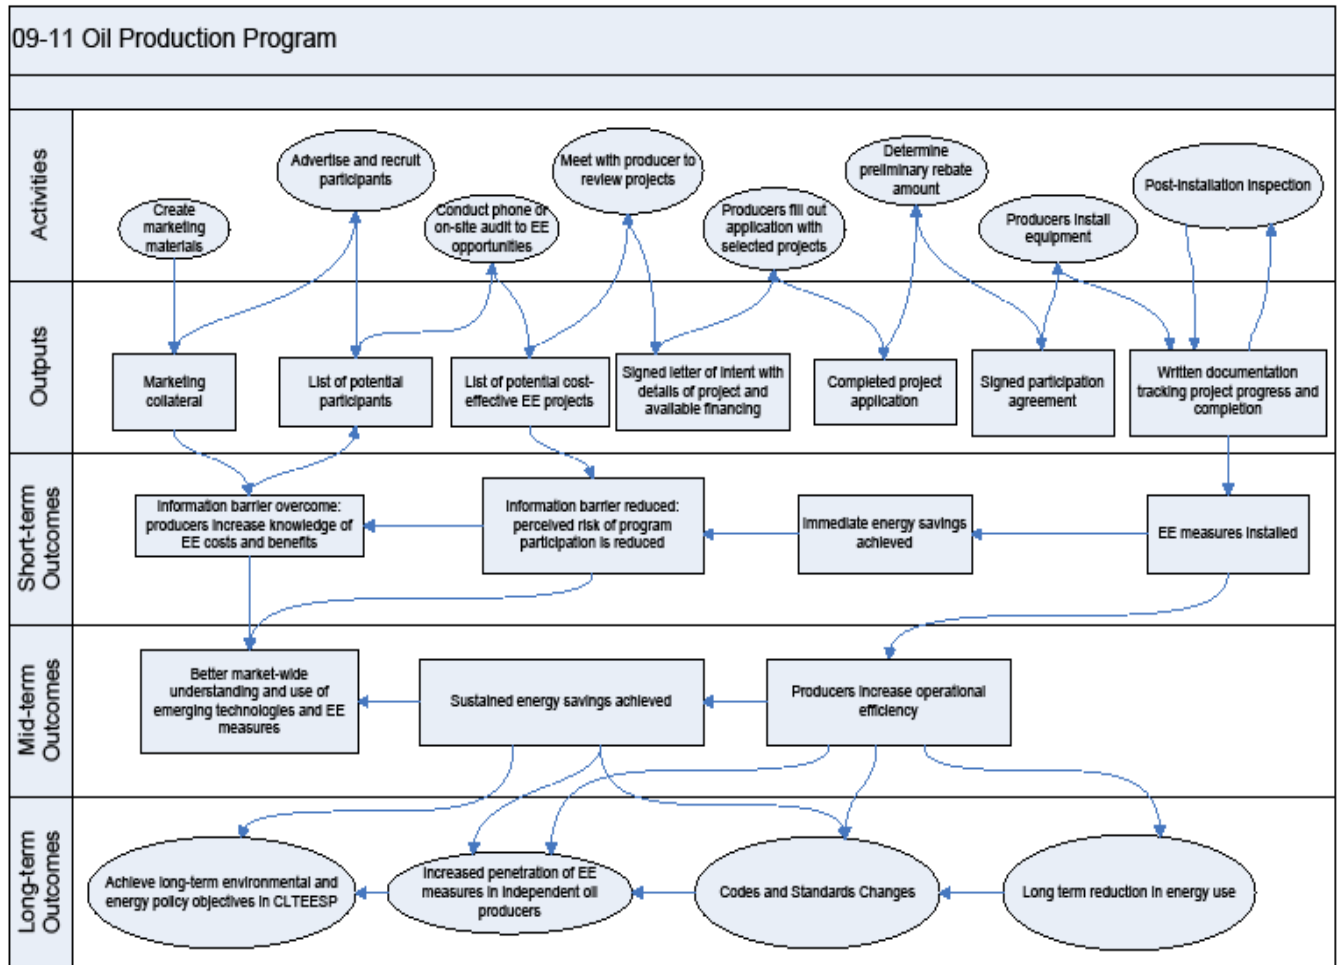 09-11 Oil Production Program
Activities
Create
marketing
materials
Advertise and recruit
participants
Conduct phone or
on-site audit to EE
opportunities
Meet with producer to
review projects
Producers fill out
application with
selected projects
Determine
preliminary rebate
amount
Producers install
equipment
Post-installation inspection
Outputs
Marketing
collateral
List of potential
participants
List of potential cost-
effective EE projects
Signed letter of intent with
details of project and
available financing
Completed project
application
Signed participation
agreement
Written documentation
tracking project progress and
completion
Short-term
Outcomes
Information barrier overcome:
producers increase knowledge of
EE costs and benefits
Information barrier reduced:
perceived risk of program
participation is reduced
Immediate energy savings
achieved
EE measures installed
Mid-term
Outcomes
Better market-wide
understanding and use of
emerging technologies and EE
measures
Sustained energy savings achieved
Producers increase operational
efficiency
Long-term
Outcomes
Achieve long-term environmental and
energy policy objectives in CLTEESP
Increased penetration of EE
measures in independent oil
producers
Codes and Standards Changes
Long term reduction in energy use